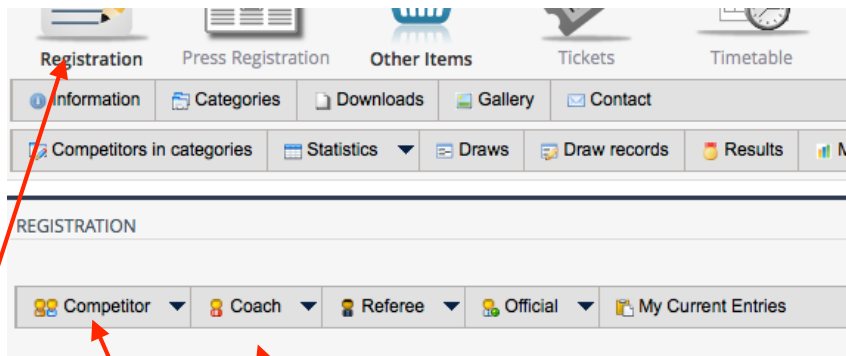 Registration Press Registration Other Items Tickets Timetable
Information Categories Downloads Gallery Contact
Competitors in categories Statistics Draws Draw records Results M
REGISTRATION
Competitor Coach Referee Official My Current Entries